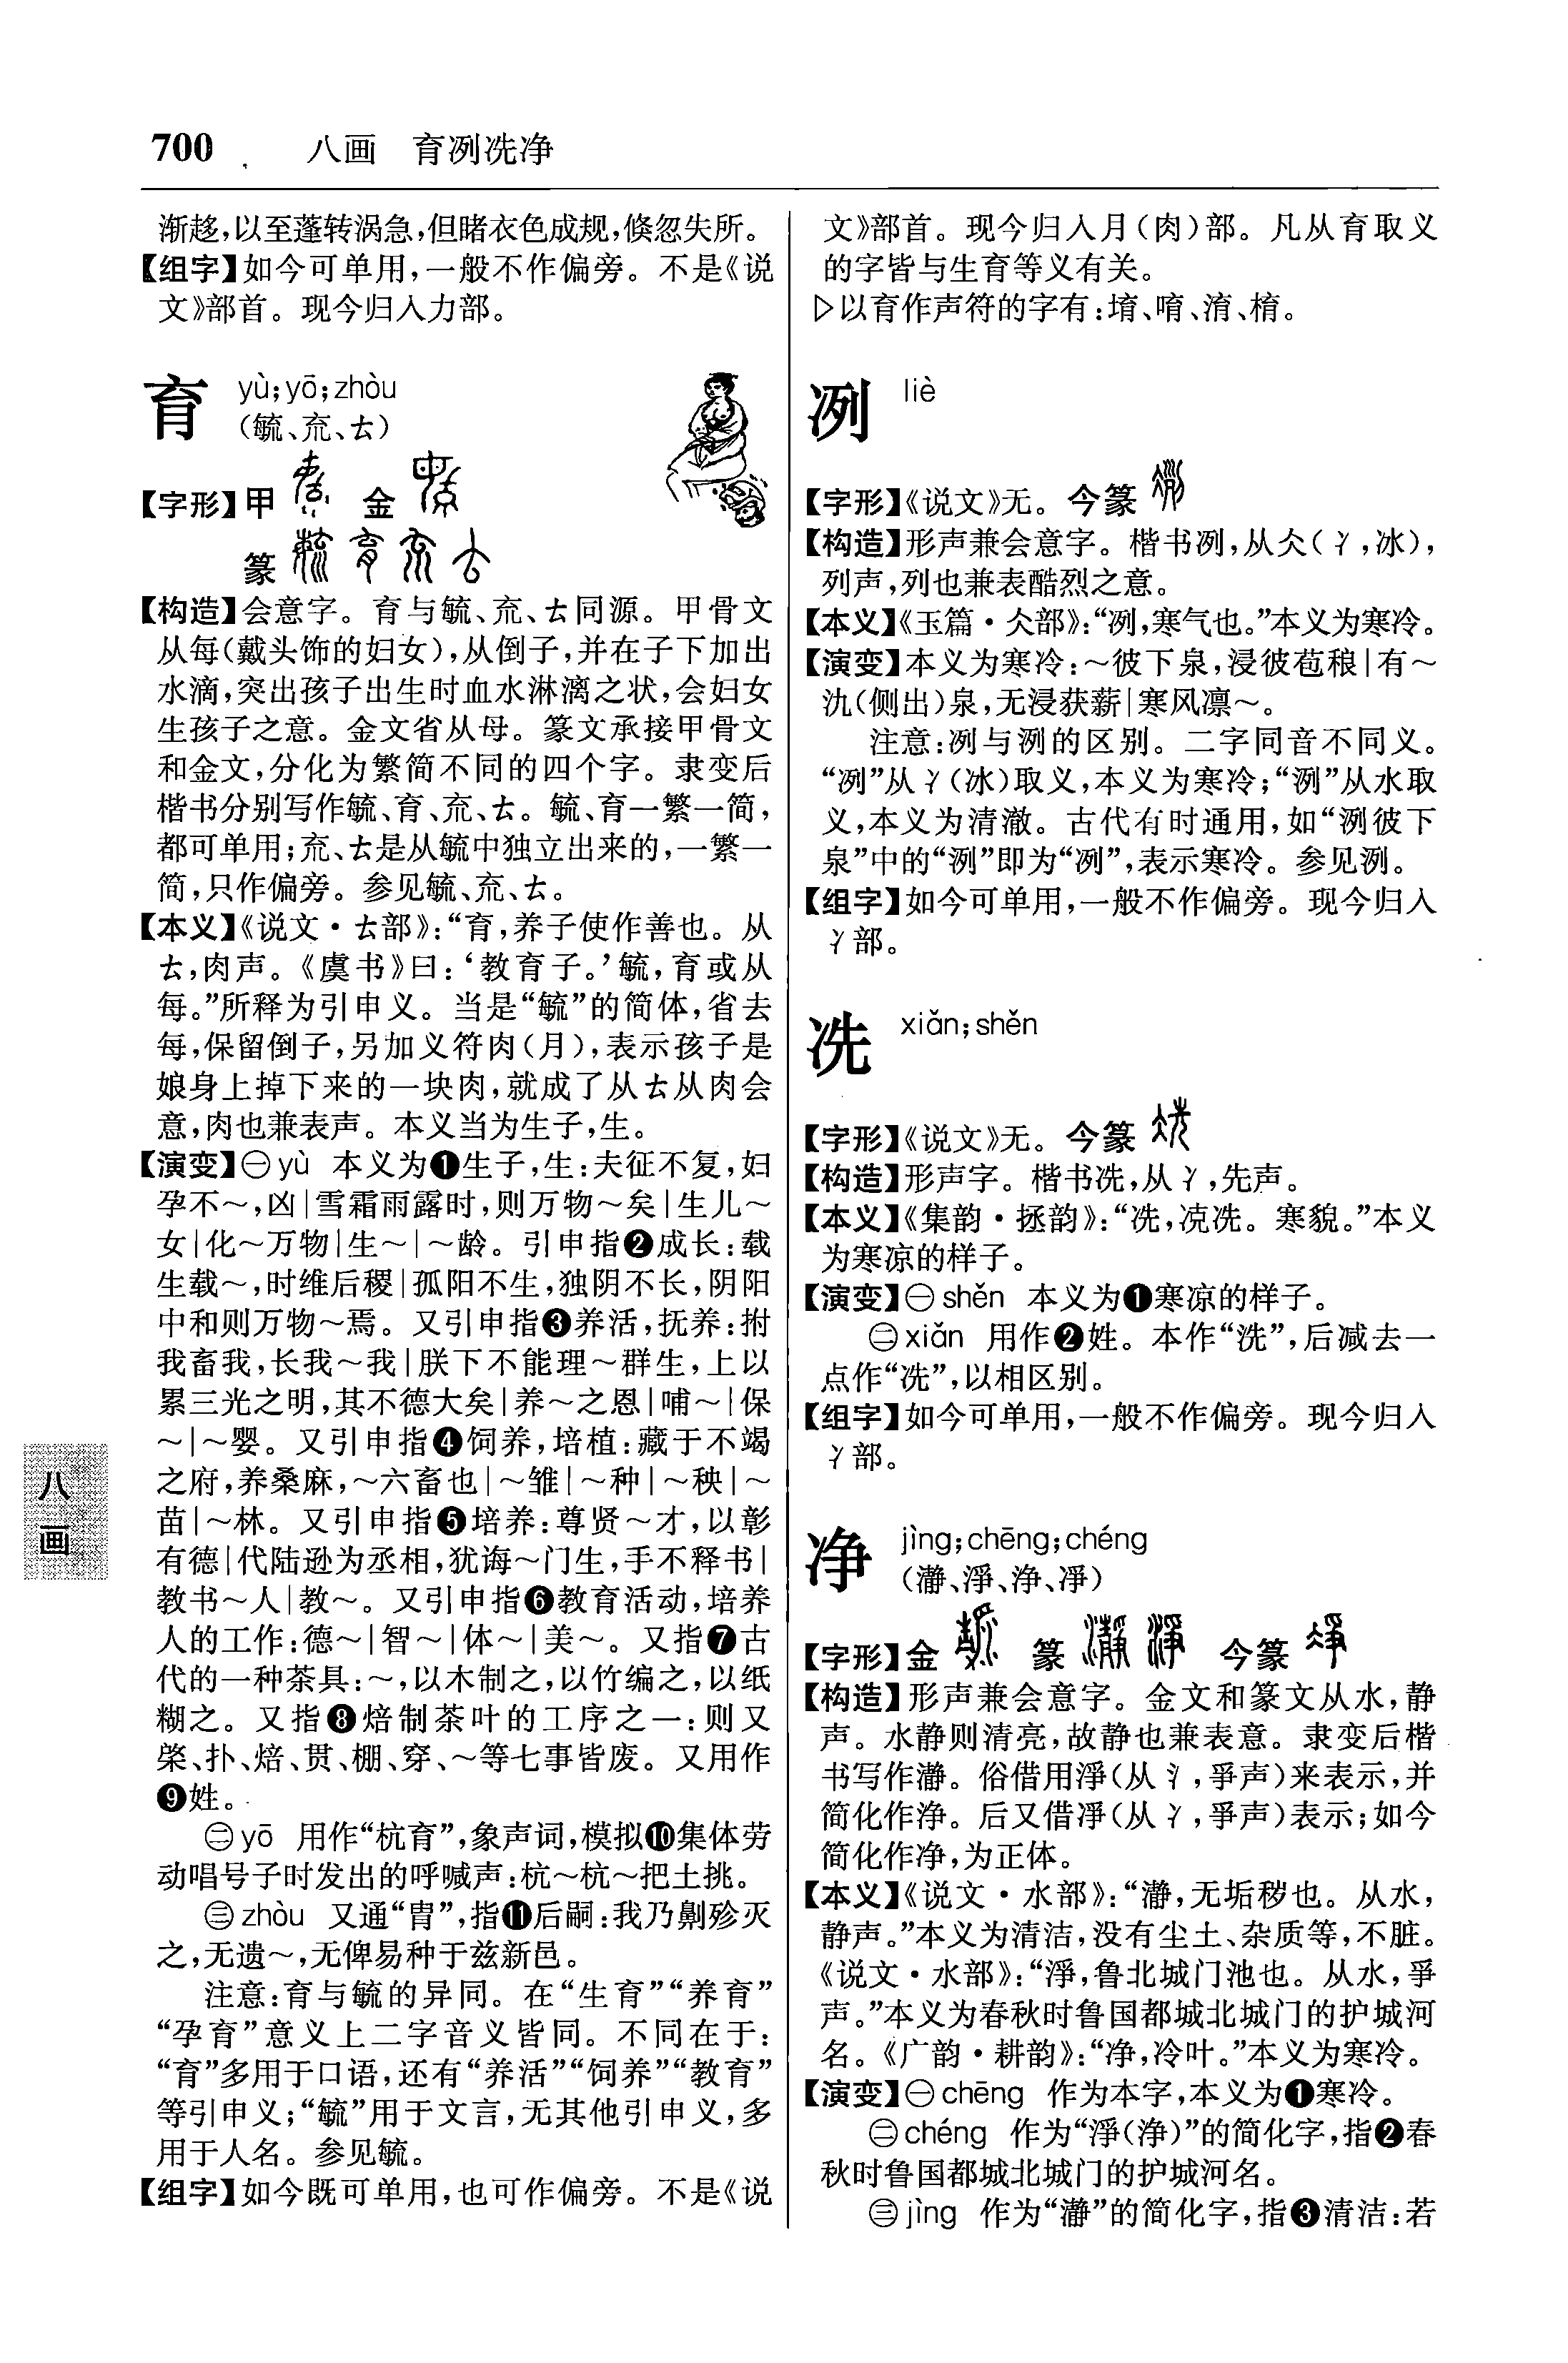 700 八画 育冽冼净
渐趍,以至蓬转涡急,但睹衣色成规,倏忽失所。
【组字】如今可单用,一般不作偏旁。不是《说
文》部首。现今归入力部。
育 yù;yō;zhòu
(毓、㐬、𠫓)
【字形】甲 金
篆
【构造】会意字。育与毓、㐬、𠫓同源。甲骨文
从每(戴头饰的妇女),从倒子,并在子下加出
水滴,突出孩子出生时血水淋漓之状,会妇女
生孩子之意。金文省从母。篆文承接甲骨文
和金文,分化为繁简不同的四个字。隶变后
楷书分别写作毓、育、㐬、𠫓。毓、育一繁一简,
都可单用;㐬、𠫓是从毓中独立出来的,一繁一
简,只作偏旁。参见毓、㐬、𠫓。
【本义】《说文·𠫓部》:“育,养子使作善也。从
𠫓,肉声。《虞书》曰:‘教育子。’毓,育或从
每。”所释为引申义。当是“毓”的简体,省去
每,保留倒子,另加义符肉(月),表示孩子是
娘身上掉下来的一块肉,就成了从𠫓从肉会
意,肉也兼表声。本义当为生子,生。
【演变】㊀yù 本义为❶生子,生:夫征不复,妇
孕不～,凶|雪霜雨露时,则万物～矣|生儿～
女|化～万物|生～|～龄。引申指❷成长:载
生载～,时维后稷|孤阳不生,独阴不长,阴阳
中和则万物～焉。又引申指❸养活,抚养:拊
我畜我,长我～我|朕下不能理～群生,上以
累三光之明,其不德大矣|养～之恩|哺～|保
～|～婴。又引申指❹饲养,培植:藏于不竭
之府,养桑麻,～六畜也|～雏|～种|～秧|～
苗|～林。又引申指❺培养:尊贤～才,以彰
有德|代陆逊为丞相,犹诲～门生,手不释书|
教书～人|教～。又引申指❻教育活动,培养
人的工作:德～|智～|体～|美～。又指❼古
代的一种茶具:～,以木制之,以竹编之,以纸
糊之。又指❽焙制茶叶的工序之一:则又
棨、扑、焙、贯、棚、穿、～等七事皆废。又用作
❾姓。
㊁yō 用作“杭育”,象声词,模拟❿集体劳
动唱号子时发出的呼喊声:杭～杭～把土挑。
㊂zhòu 又通“胄”,指⓫后嗣:我乃劓殄灭
之,无遗～,无俾易种于兹新邑。
注意:育与毓的异同。在“生育”“养育”
“孕育”意义上二字音义皆同。不同在于:
“育”多用于口语,还有“养活”“饲养”“教育”
等引申义;“毓”用于文言,无其他引申义,多
用于人名。参见毓。
【组字】如今既可单用,也可作偏旁。不是《说
文》部首。现今归入月(肉)部。凡从育取义
的字皆与生育等义有关。
▷以育作声符的字有:堉、唷、淯、棛。
冽 liè
【字形】《说文》无。今篆
【构造】形声兼会意字。楷书冽,从仌(冫,冰),
列声,列也兼表酷烈之意。
【本义】《玉篇·仌部》:“冽,寒气也。”本义为寒冷。
【演变】本义为寒冷:～彼下泉,浸彼苞稂|有～
氿(侧出)泉,无浸获薪|寒风凛～。
注意:冽与洌的区别。二字同音不同义。
“冽”从冫(冰)取义,本义为寒冷;“洌”从水取
义,本义为清澈。古代有时通用,如“洌彼下
泉”中的“洌”即为“冽”,表示寒冷。参见洌。
【组字】如今可单用,一般不作偏旁。现今归入
冫部。
冼 xiǎn;shěn
【字形】《说文》无。今篆
【构造】形声字。楷书冼,从冫,先声。
【本义】《集韵·拯韵》:“冼,凌冼。寒貌。”本义
为寒凉的样子。
【演变】㊀shěn 本义为❶寒凉的样子。
㊁xiǎn 用作❷姓。本作“洗”,后减去一
点作“冼”,以相区别。
【组字】如今可单用,一般不作偏旁。现今归入
冫部。
净 jìng;chēng;chéng
(瀞、淨、浄、凈)
【字形】金 篆 今篆
【构造】形声兼会意字。金文和篆文从水,静
声。水静则清亮,故静也兼表意。隶变后楷
书写作瀞。俗借用淨(从氵,爭声)来表示,并
简化作浄。后又借凈(从冫,爭声)表示;如今
简化作净,为正体。
【本义】《说文·水部》:“瀞,无垢秽也。从水,
静声。”本义为清洁,没有尘土、杂质等,不脏。
《说文·水部》:“淨,鲁北城门池也。从水,爭
声。”本义为春秋时鲁国都城北城门的护城河
名。《广韵·耕韵》:“净,冷叶。”本义为寒冷。
【演变】㊀chēng 作为本字,本义为❶寒冷。
㊁chéng 作为“淨(浄)”的简化字,指❷春
秋时鲁国都城北城门的护城河名。
㊂jìng 作为“瀞”的简化字,指❸清洁:若
八
画